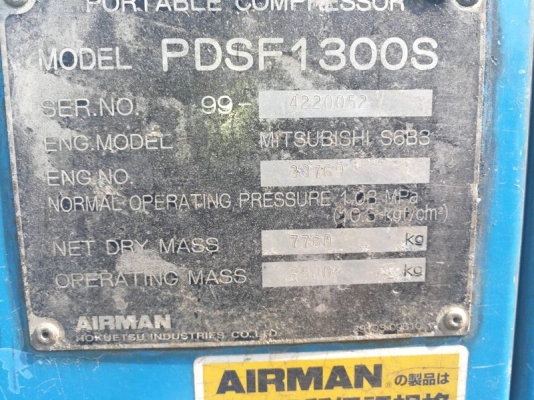 PORTABLE COMPRESSOR
MODEL PDSF1300S
SER.NO. 99- 4220052
ENG.MODEL MITSUBISHI S6B3
ENG.NO.
NORMAL OPERATING PRESSURE 1.03 MPa
(10.5 kgf/cm²)
NET DRY MASS kg
OPERATING MASS kg
AIRMAN
HOKUETSU INDUSTRIES CO.,LTD.
AIRMAN の製品は